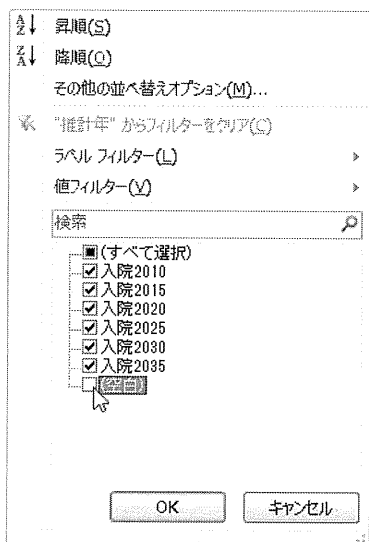 昇順(S)
降順(O)
その他の並べ替えオプション(M)...
"推計年" からフィルターをクリア(C)
ラベル フィルター(L)
値フィルター(V)
検索
(すべて選択)
入院2010
入院2015
入院2020
入院2025
入院2030
入院2035
(空白)
OK
キャンセル